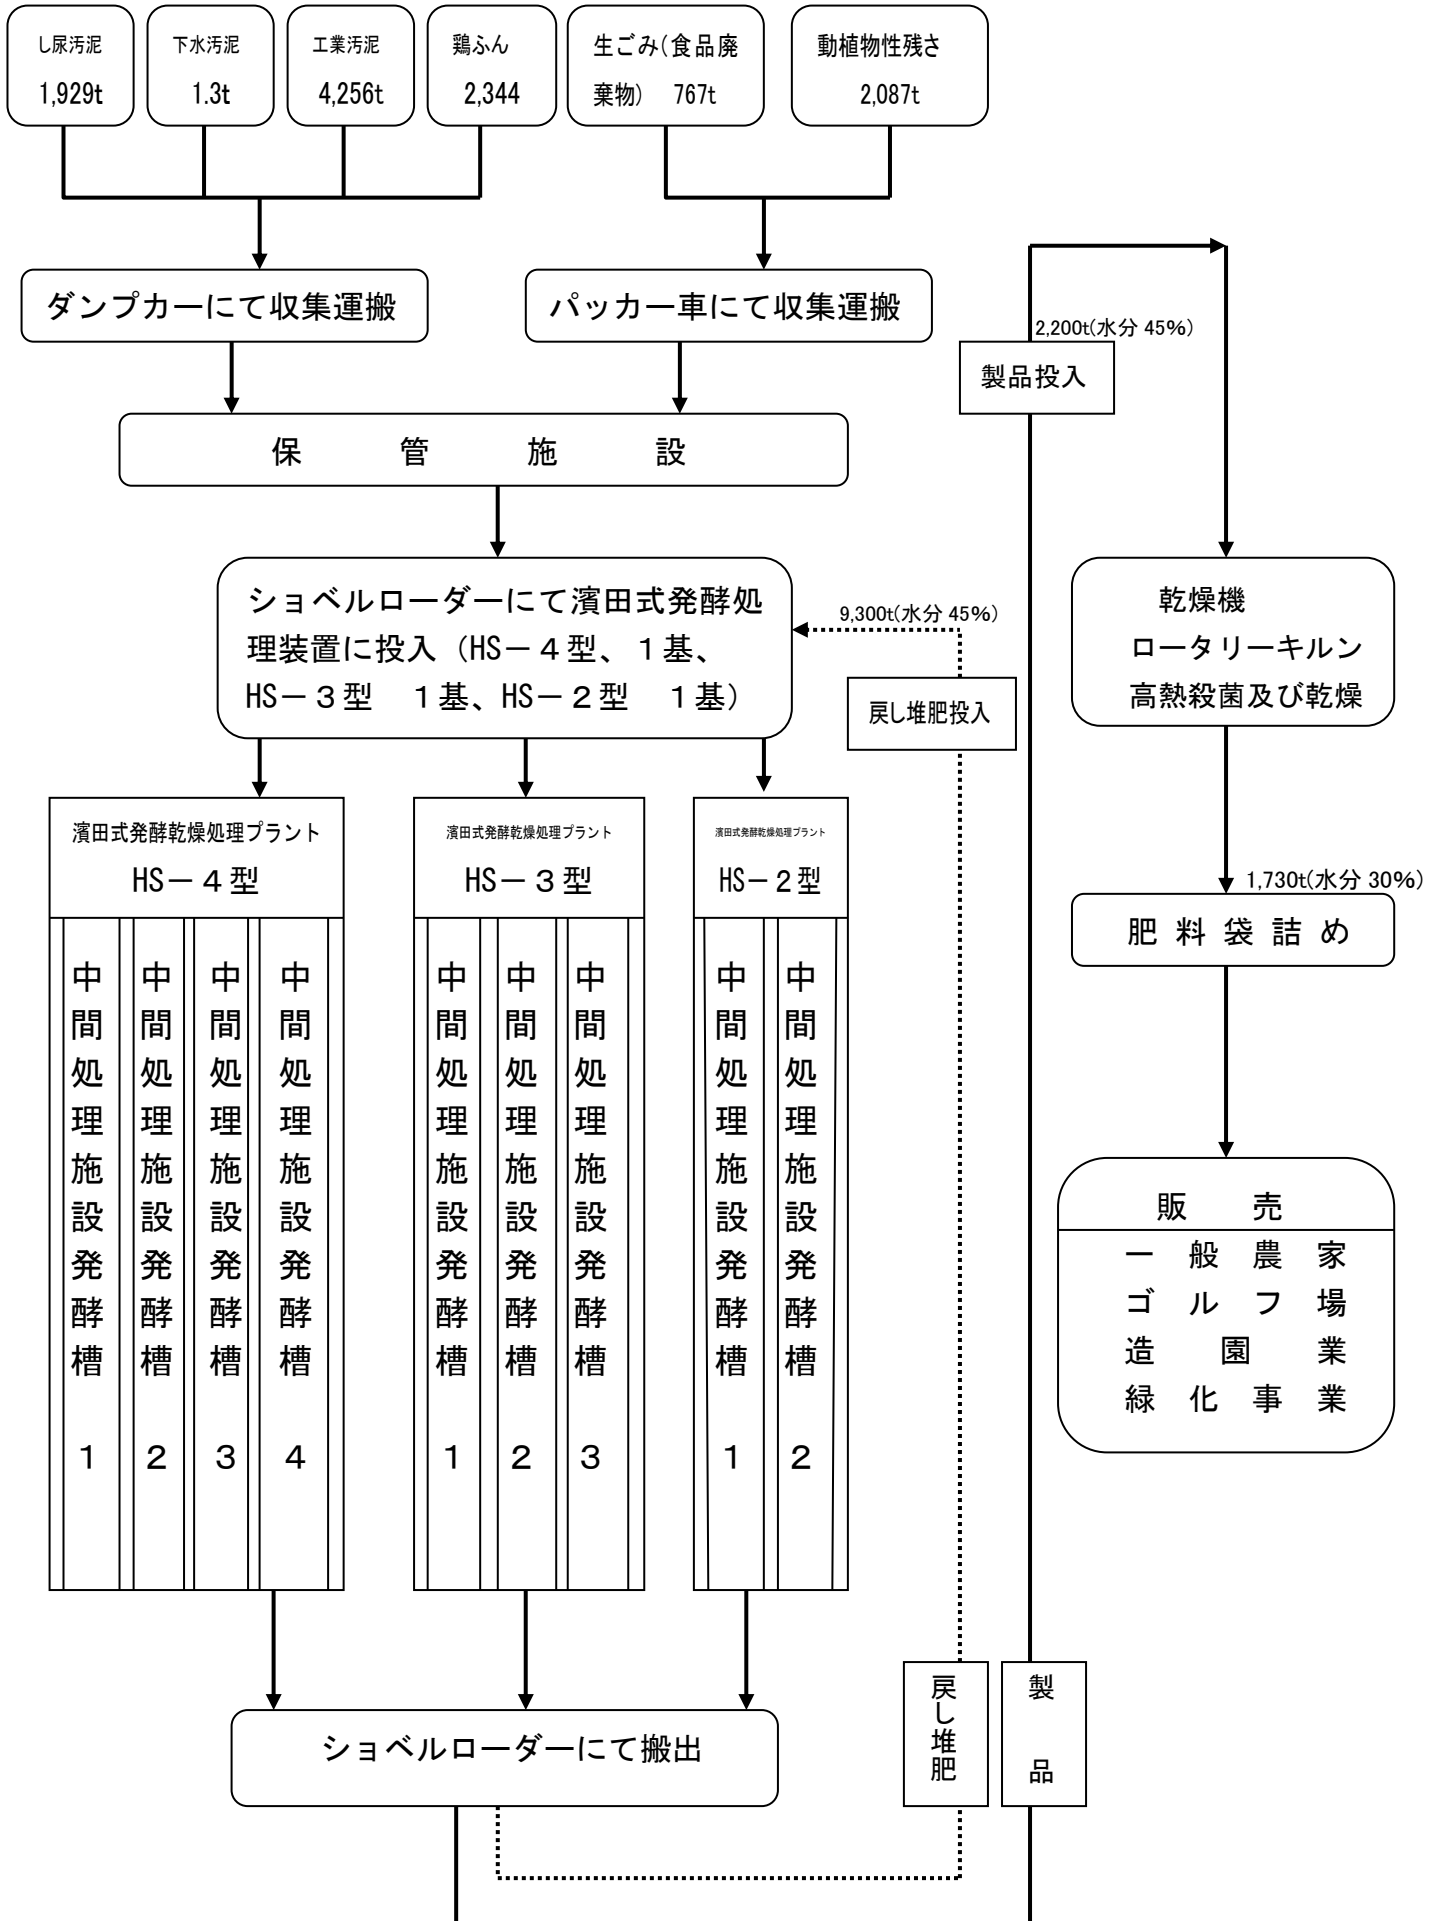 し尿汚泥
1,929t
下水汚泥
1.3t
工業汚泥
4,256t
鶏ふん
2,344
生ごみ(食品廃
棄物)　767t
動植物性残さ
2,087t
ダンプカーにて収集運搬
パッカー車にて収集運搬
2,200t(水分 45%)
製品投入
保　管　施　設
ショベルローダーにて濱田式発酵処
理装置に投入（HS－４型、１基、
HS－３型　１基、HS－２型　１基）
9,300t(水分 45%)
戻し堆肥投入
乾燥機
ロータリーキルン
高熱殺菌及び乾燥
濱田式発酵乾燥処理プラント
HS－４型
濱田式発酵乾燥処理プラント
HS－３型
濱田式発酵乾燥処理プラント
HS－２型
1,730t(水分 30%)
肥料袋詰め
中間処理施設発酵槽　１
中間処理施設発酵槽　２
中間処理施設発酵槽　３
中間処理施設発酵槽　４
中間処理施設発酵槽　１
中間処理施設発酵槽　２
中間処理施設発酵槽　３
中間処理施設発酵槽　１
中間処理施設発酵槽　２
販　売
一般農家
ゴルフ場
造園業
緑化事業
ショベルローダーにて搬出
戻し堆肥
製品